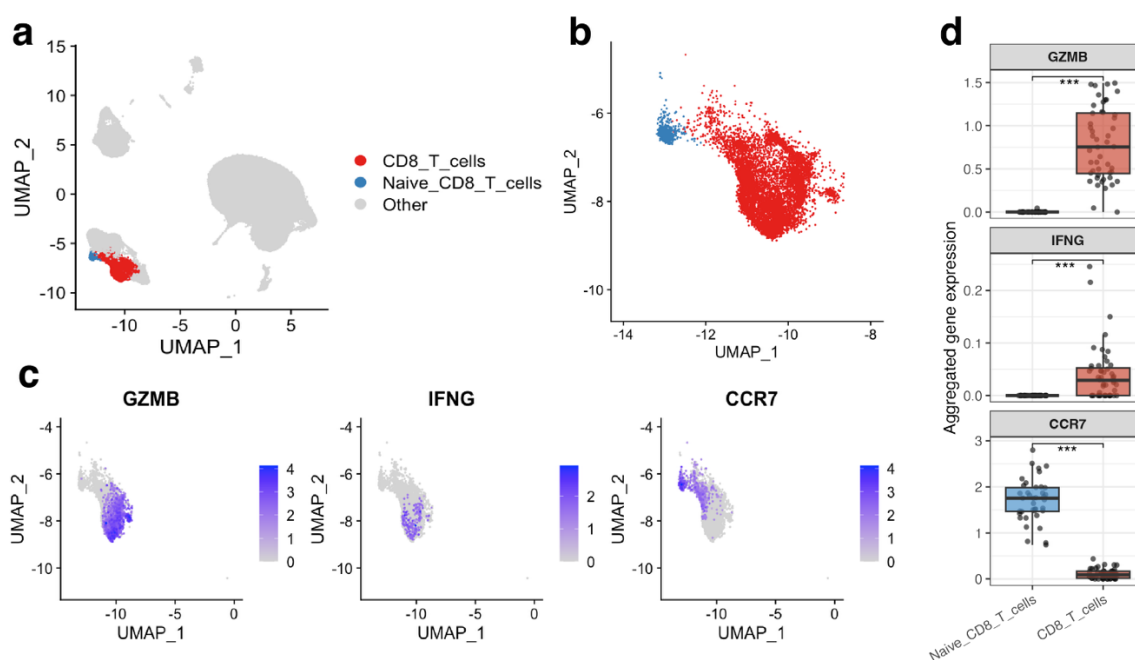 a
15
10
5
0
-5
-10
UMAP_2
-10 -5 0 5
UMAP_1
CD8_T_cells
Naive_CD8_T_cells
Other
b
-6
-8
-10
UMAP_2
-14 -12 -10 -8
UMAP_1
c
GZMB
-4
-6
-8
-10
UMAP_2
-10 -5 0
UMAP_1
4
3
2
1
0
IFNG
-4
-6
-8
-10
UMAP_2
-10 -5 0
UMAP_1
2
1
0
CCR7
-4
-6
-8
-10
UMAP_2
-10 -5 0
UMAP_1
4
3
2
1
0
d
Aggregated gene expression
GZMB
***
1.5
1.0
0.5
0.0
IFNG
***
0.2
0.1
0.0
CCR7
***
3
2
1
0
Naive_CD8_T_cells
CD8_T_cells